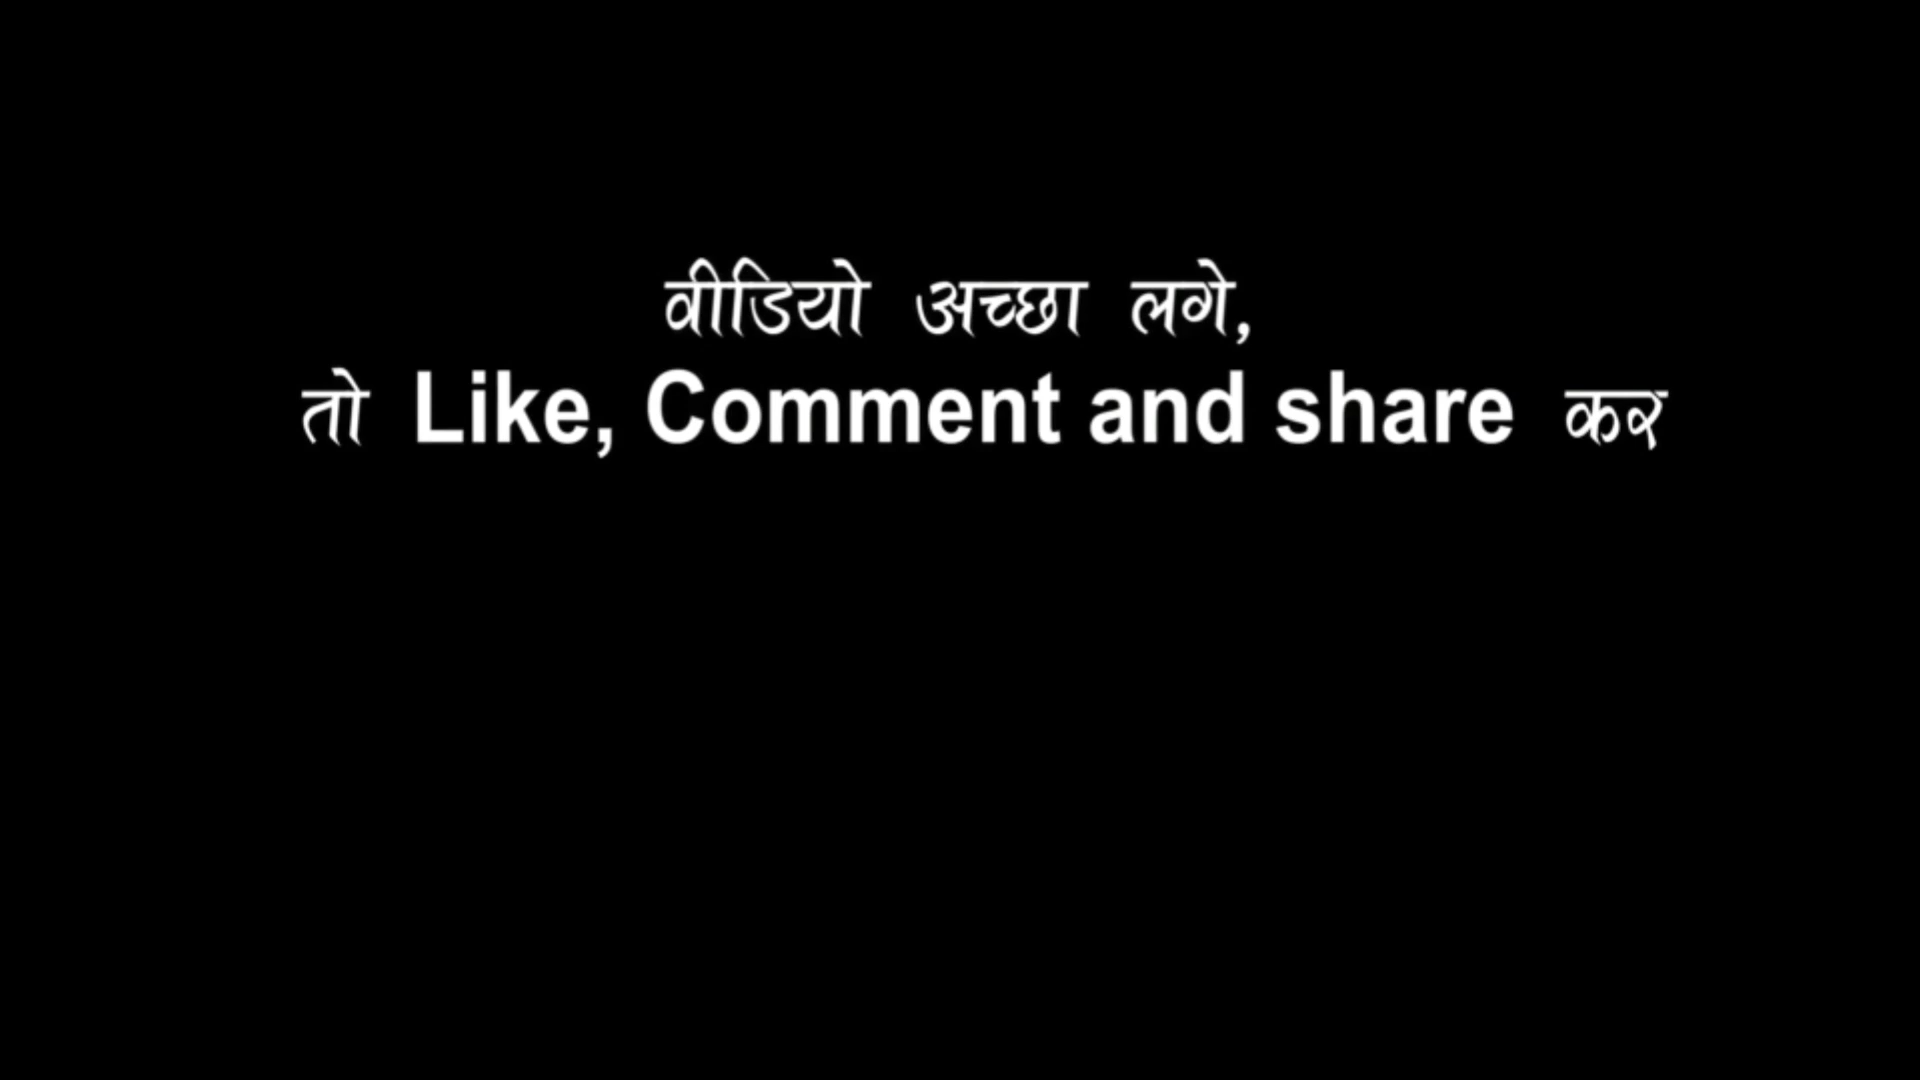 वीडियो अच्छा लगे,
तो Like, Comment and share कर